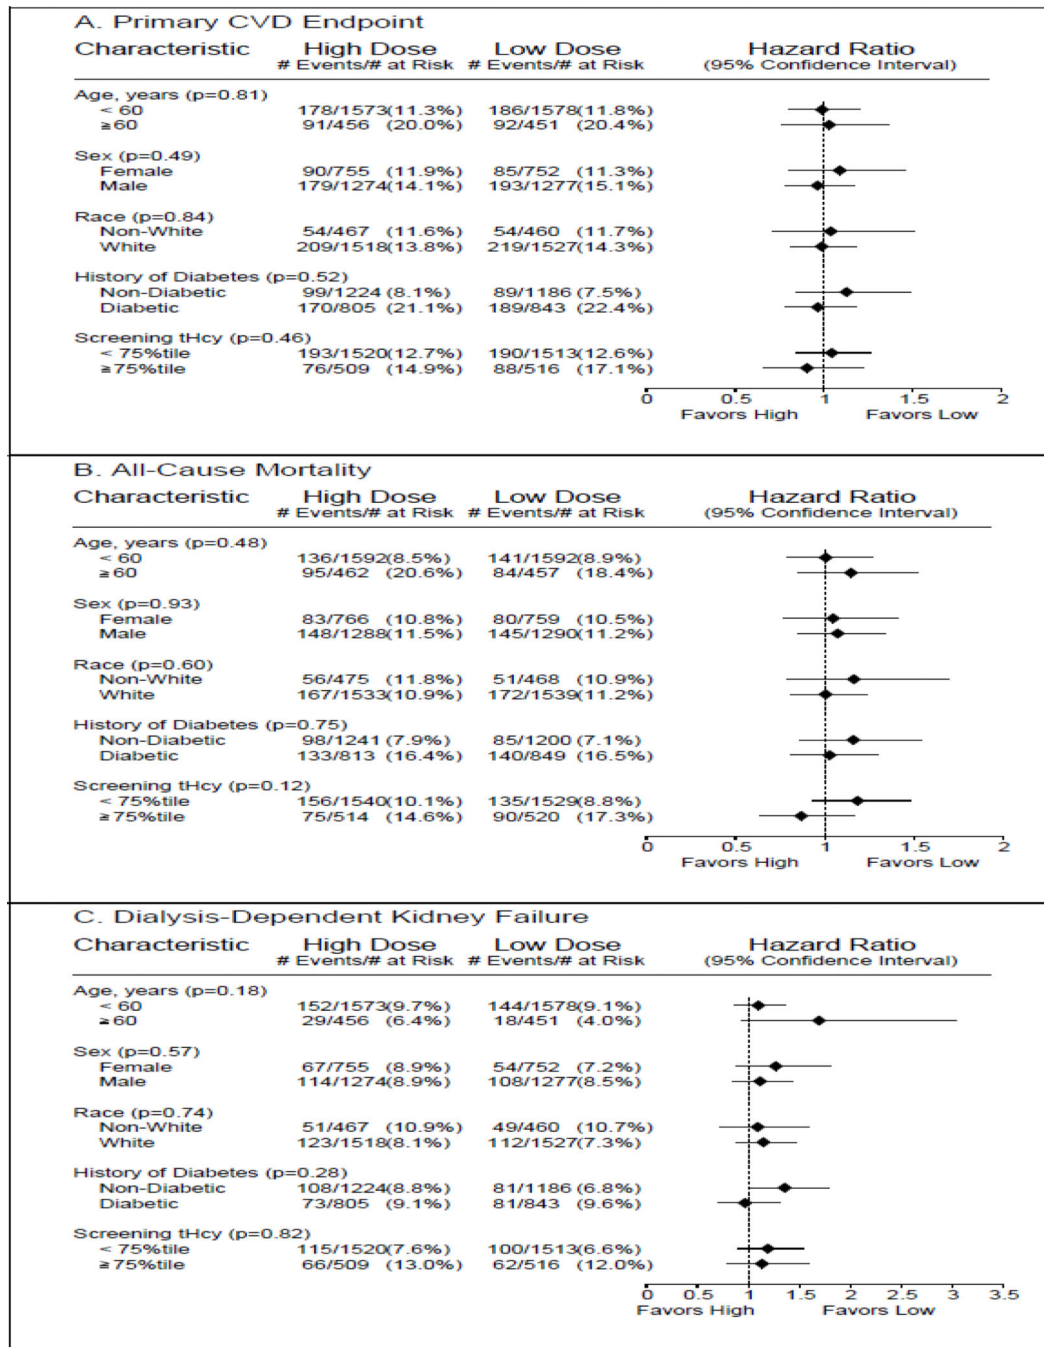 A. Primary CVD Endpoint
Characteristic High Dose Low Dose Hazard Ratio
# Events/# at Risk # Events/# at Risk (95% Confidence Interval)
Age, years (p=0.81)
< 60 178/1573(11.3%) 186/1578(11.8%)
≥60 91/456 (20.0%) 92/451 (20.4%)
Sex (p=0.49)
Female 90/755 (11.9%) 85/752 (11.3%)
Male 179/1274(14.1%) 193/1277(15.1%)
Race (p=0.84)
Non-White 54/467 (11.6%) 54/460 (11.7%)
White 209/1518(13.8%) 219/1527(14.3%)
History of Diabetes (p=0.52)
Non-Diabetic 99/1224 (8.1%) 89/1186 (7.5%)
Diabetic 170/805 (21.1%) 189/843 (22.4%)
Screening tHcy (p=0.46)
< 75%tile 193/1520(12.7%) 190/1513(12.6%)
≥75%tile 76/509 (14.9%) 88/516 (17.1%)
0 0.5 1 1.5 2
Favors High Favors Low
B. All-Cause Mortality
Characteristic High Dose Low Dose Hazard Ratio
# Events/# at Risk # Events/# at Risk (95% Confidence Interval)
Age, years (p=0.48)
< 60 136/1592(8.5%) 141/1592(8.9%)
≥60 95/462 (20.6%) 84/457 (18.4%)
Sex (p=0.93)
Female 83/766 (10.8%) 80/759 (10.5%)
Male 148/1288(11.5%) 145/1290(11.2%)
Race (p=0.60)
Non-White 56/475 (11.8%) 51/468 (10.9%)
White 167/1533(10.9%) 172/1539(11.2%)
History of Diabetes (p=0.75)
Non-Diabetic 98/1241 (7.9%) 85/1200 (7.1%)
Diabetic 133/813 (16.4%) 140/849 (16.5%)
Screening tHcy (p=0.12)
< 75%tile 156/1540(10.1%) 135/1529(8.8%)
≥75%tile 75/514 (14.6%) 90/520 (17.3%)
0 0.5 1 1.5 2
Favors High Favors Low
C. Dialysis-Dependent Kidney Failure
Characteristic High Dose Low Dose Hazard Ratio
# Events/# at Risk # Events/# at Risk (95% Confidence Interval)
Age, years (p=0.18)
< 60 152/1573(9.7%) 144/1578(9.1%)
≥60 29/456 (6.4%) 18/451 (4.0%)
Sex (p=0.57)
Female 67/755 (8.9%) 54/752 (7.2%)
Male 114/1274(8.9%) 108/1277(8.5%)
Race (p=0.74)
Non-White 51/467 (10.9%) 49/460 (10.7%)
White 123/1518(8.1%) 112/1527(7.3%)
History of Diabetes (p=0.28)
Non-Diabetic 108/1224(8.8%) 81/1186 (6.8%)
Diabetic 73/805 (9.1%) 81/843 (9.6%)
Screening tHcy (p=0.82)
< 75%tile 115/1520(7.6%) 100/1513(6.6%)
≥75%tile 66/509 (13.0%) 62/516 (12.0%)
0 0.5 1 1.5 2 2.5 3 3.5
Favors High Favors Low